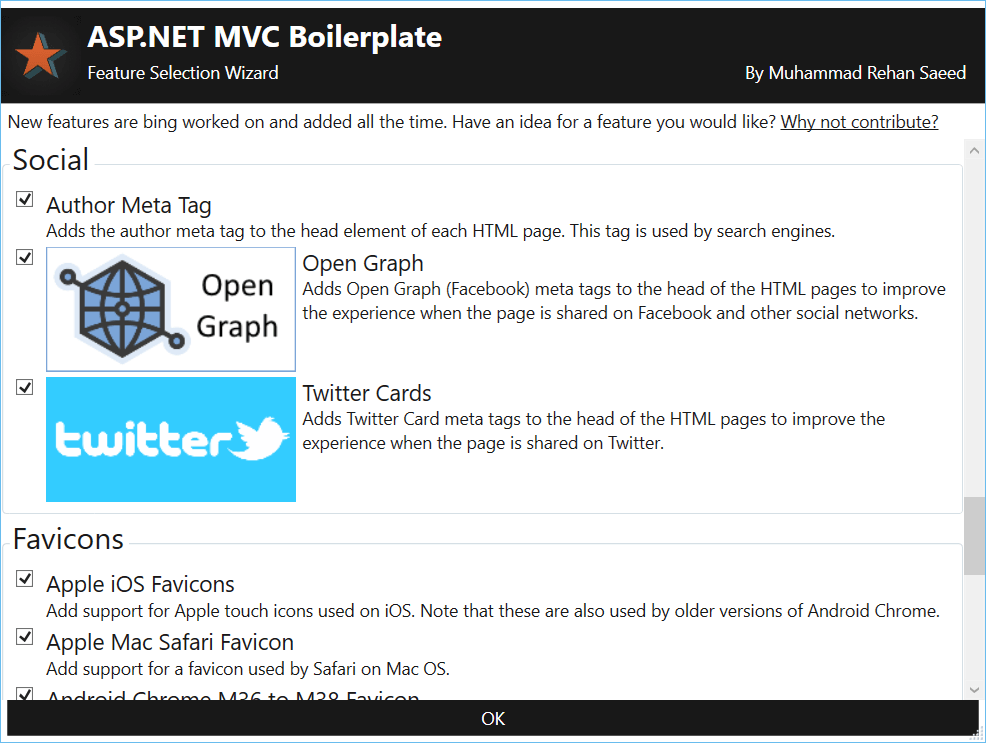 ASP.NET MVC Boilerplate
Feature Selection Wizard
By Muhammad Rehan Saeed
New features are bing worked on and added all the time. Have an idea for a feature you would like? Why not contribute?
Social
Author Meta Tag
Adds the author meta tag to the head element of each HTML page. This tag is used by search engines.
Open
Graph
Open Graph
Adds Open Graph (Facebook) meta tags to the head of the HTML pages to improve
the experience when the page is shared on Facebook and other social networks.
twitter
Twitter Cards
Adds Twitter Card meta tags to the head of the HTML pages to improve the
experience when the page is shared on Twitter.
Favicons
Apple iOS Favicons
Add support for Apple touch icons used on iOS. Note that these are also used by older versions of Android Chrome.
Apple Mac Safari Favicon
Add support for a favicon used by Safari on Mac OS.
Android Chrome M36 to M38 Favicon
OK